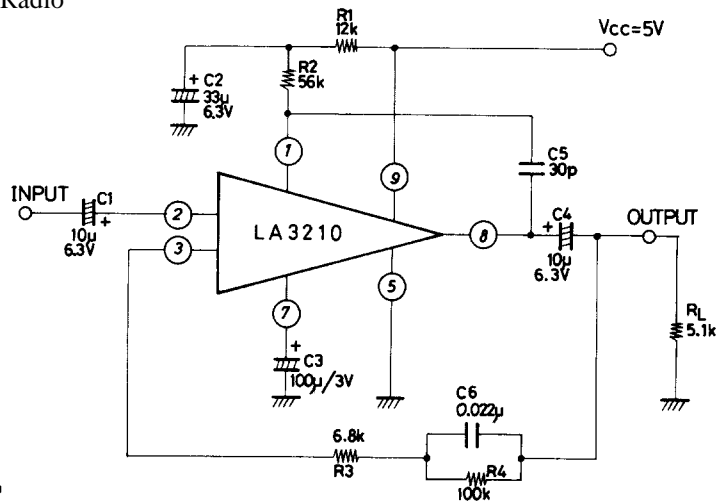 Radio
R1
12k
Vcc=5V
+ C2
33µ
6.3V
R2
56k
1
9
C5
30p
INPUT
C1
+
10µ
6.3V
2
3
LA3210
8
+ C4
10µ
6.3V
OUTPUT
7
5
+
C3
100µ/3V
RL
5.1k
C6
0.022µ
6.8k
R3
R4
100k